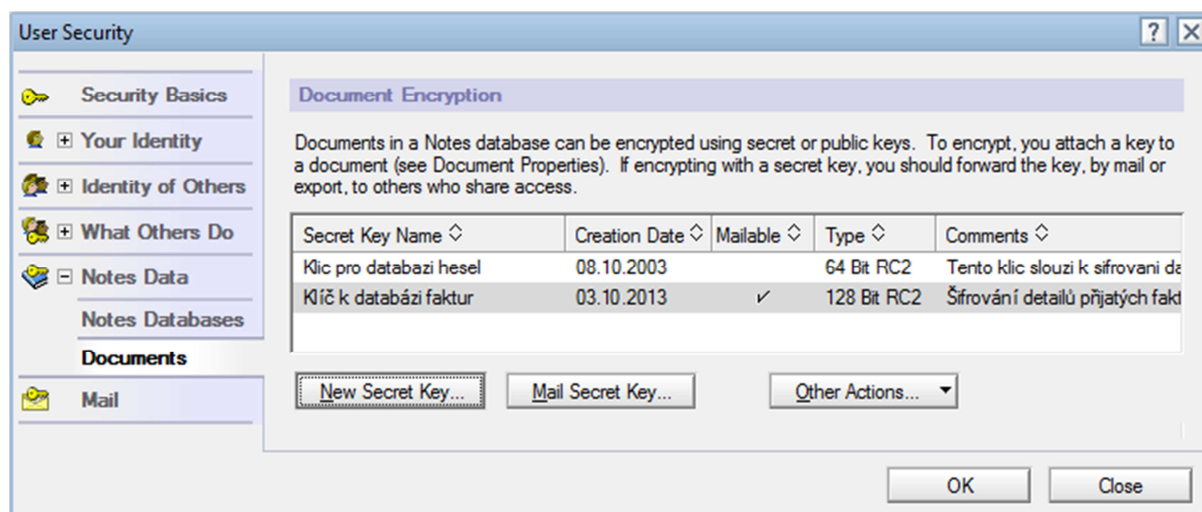 User Security
Security Basics
Your Identity
Identity of Others
What Others Do
Notes Data
Notes Databases
Documents
Mail
Document Encryption
Documents in a Notes database can be encrypted using secret or public keys. To encrypt, you attach a key to
a document (see Document Properties). If encrypting with a secret key, you should forward the key, by mail or
export, to others who share access.
Secret Key Name Creation Date Mailable Type Comments
Klic pro databazi hesel 08.10.2003 64 Bit RC2 Tento klic slouzi k sifrovani da
Klíč k databázi faktur 03.10.2013 ✓ 128 Bit RC2 Šifrování detailů přijatých fakt
New Secret Key... Mail Secret Key... Other Actions...
OK Close